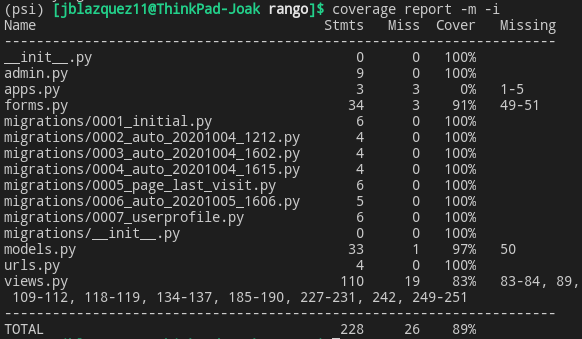 (psi) [jblazquez11@ThinkPad-Joak rango]$ coverage report -m -i
Name                                    Stmts   Miss  Cover   Missing
---------------------------------------------------------------------
__init__.py                                 0      0   100%
admin.py                                    9      0   100%
apps.py                                     3      3     0%   1-5
forms.py                                   34      3    91%   49-51
migrations/0001_initial.py                  6      0   100%
migrations/0002_auto_20201004_1212.py       4      0   100%
migrations/0003_auto_20201004_1602.py       4      0   100%
migrations/0004_auto_20201004_1615.py       4      0   100%
migrations/0005_page_last_visit.py          6      0   100%
migrations/0006_auto_20201005_1606.py       5      0   100%
migrations/0007_userprofile.py              6      0   100%
migrations/__init__.py                      0      0   100%
models.py                                  33      1    97%   50
urls.py                                     4      0   100%
views.py                                  110     19    83%   83-84, 89,
 109-112, 118-119, 134-137, 185-190, 227-231, 242, 249-251
---------------------------------------------------------------------
TOTAL                                     228     26    89%